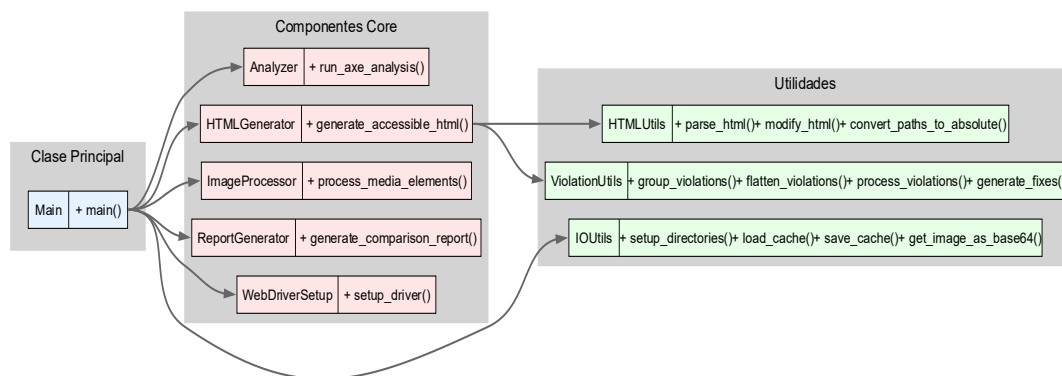 Componentes Core
Analyzer + run_axe_analysis()
HTMLGenerator + generate_accessible_html()
ImageProcessor + process_media_elements()
ReportGenerator + generate_comparison_report()
WebDriverSetup + setup_driver()
Clase Principal
Main + main()
Utilidades
HTMLUtils + parse_html()+ modify_html()+ convert_paths_to_absolute()
ViolationUtils + group_violations()+ flatten_violations()+ process_violations()+ generate_fixes()
IOUtils + setup_directories()+ load_cache()+ save_cache()+ get_image_as_base64()